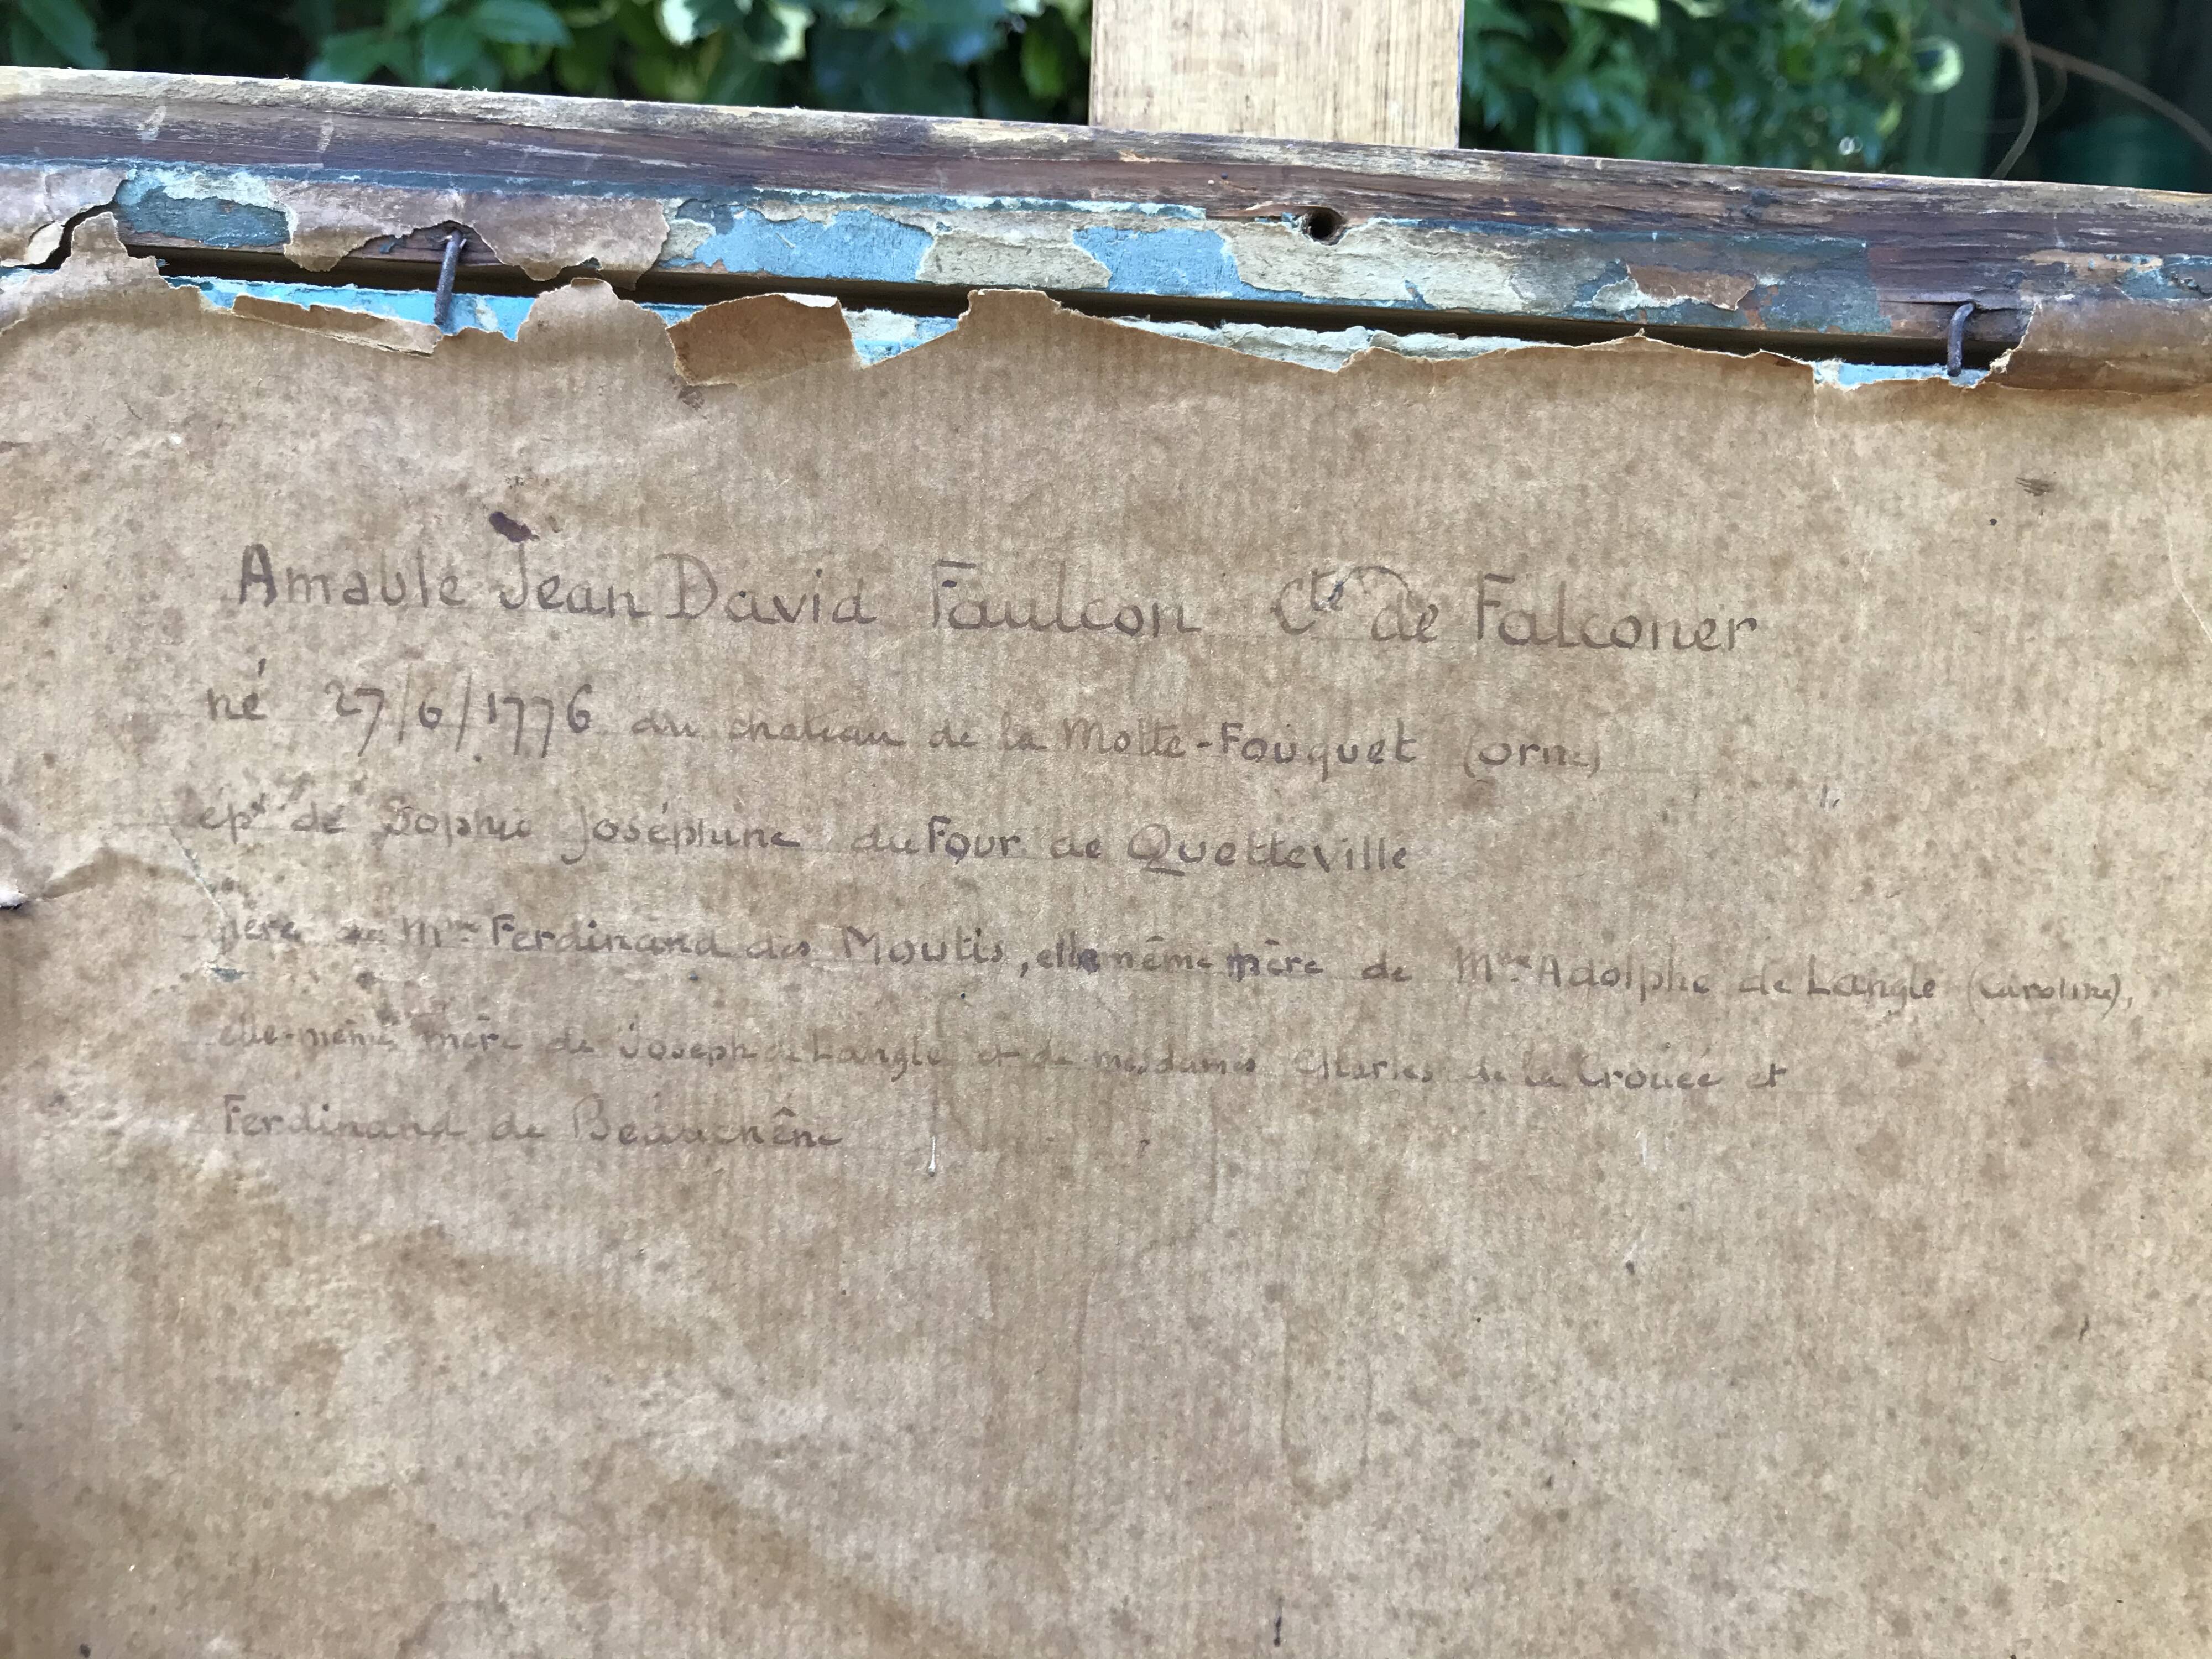 Amable Jean David Faulcon Cte de Falconer
né 27/6/1776 au chateau de la Motte-Fouquet (orne)
épx de Sophie Joséphine du Four de Quetteville
père de Mme Ferdinand des Moutis, elle même mère de Mme Adolphe de Langle (Caroline),
elle-même mère de Joseph de Langle et de mesdames Charles de la Crouée et
Ferdinand de Beauchêne